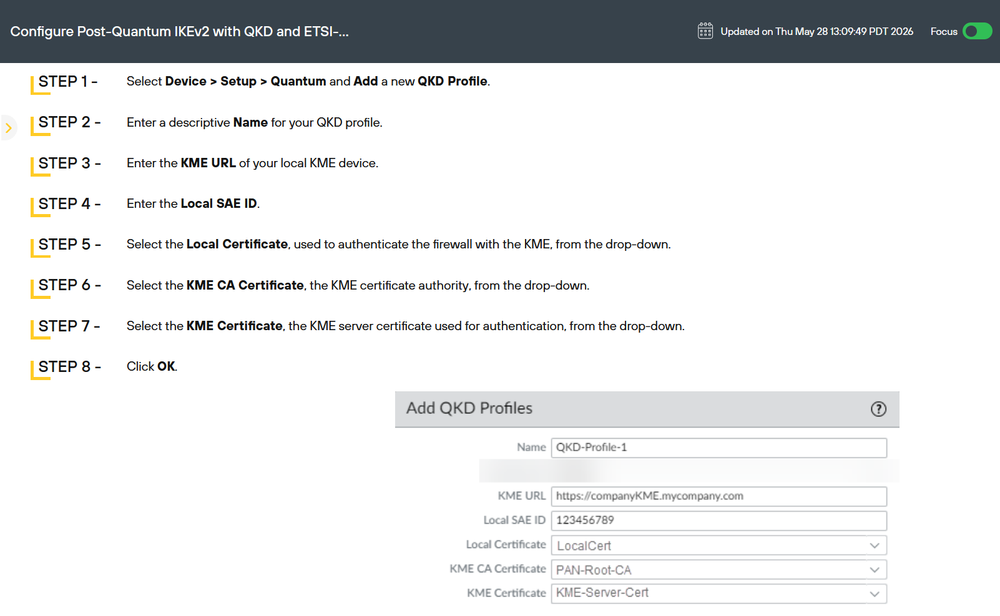 Configure Post-Quantum IKEv2 with QKD and ETSI-...
Updated on Thu May 28 13:09:49 PDT 2026
Focus
STEP 1 - Select Device > Setup > Quantum and Add a new QKD Profile.
STEP 2 - Enter a descriptive Name for your QKD profile.
STEP 3 - Enter the KME URL of your local KME device.
STEP 4 - Enter the Local SAE ID.
STEP 5 - Select the Local Certificate, used to authenticate the firewall with the KME, from the drop-down.
STEP 6 - Select the KME CA Certificate, the KME certificate authority, from the drop-down.
STEP 7 - Select the KME Certificate, the KME server certificate used for authentication, from the drop-down.
STEP 8 - Click OK.
Add QKD Profiles
Name QKD-Profile-1
KME URL https://companyKME.mycompany.com
Local SAE ID 123456789
Local Certificate LocalCert
KME CA Certificate PAN-Root-CA
KME Certificate KME-Server-Cert